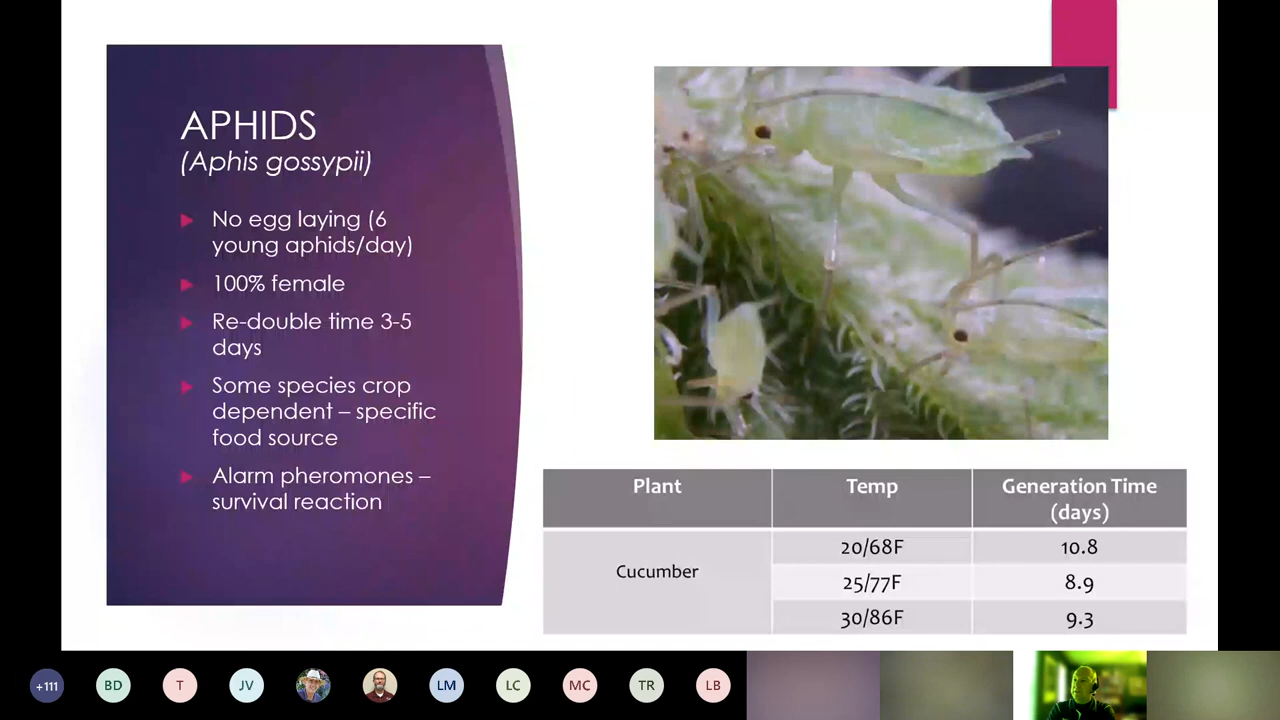 APHIDS
(Aphis gossypii)
No egg laying (6
young aphids/day)
100% female
Re-double time 3-5
days
Some species crop
dependent – specific
food source
Alarm pheromones –
survival reaction
Plant Temp Generation Time
(days)
Cucumber
20/68F 10.8
25/77F 8.9
30/86F 9.3
+111 BD T JV LM LC MC TR LB